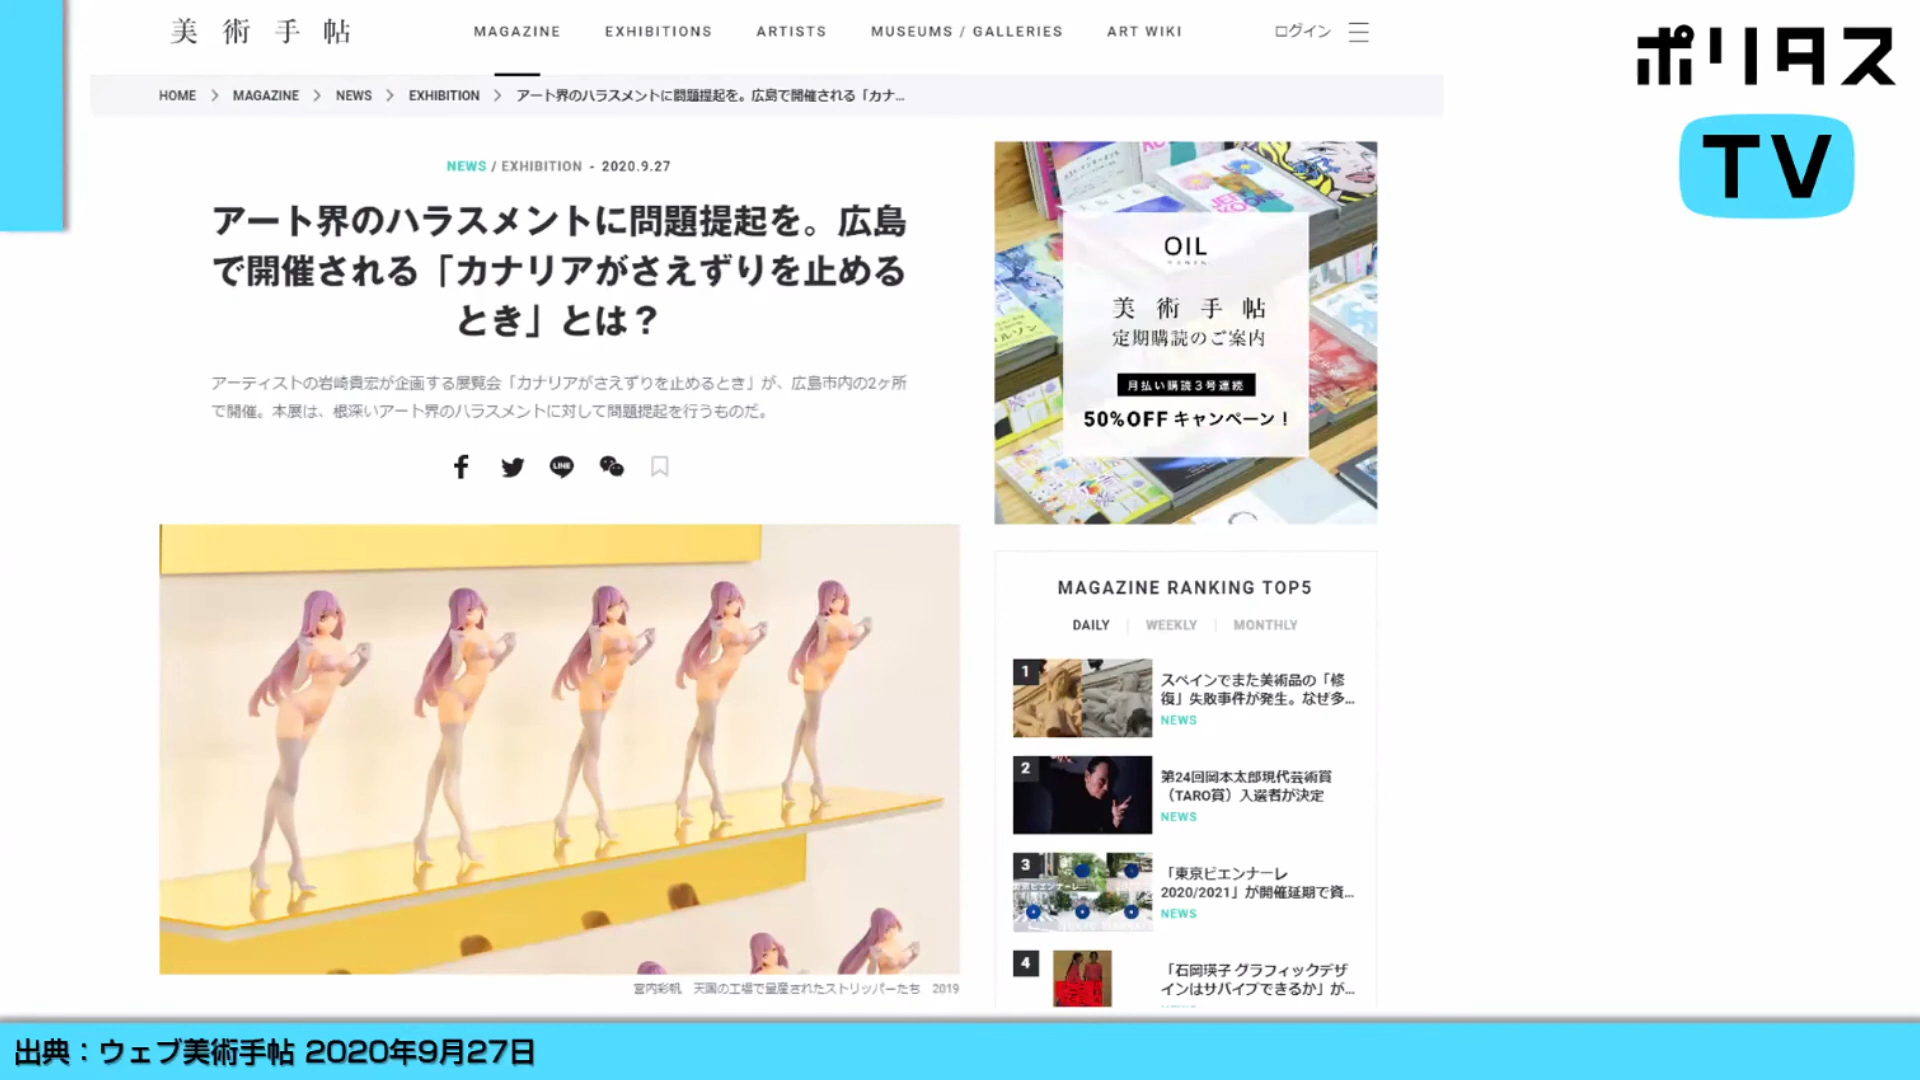 美術手帖
MAGAZINE
EXHIBITIONS
ARTISTS
MUSEUMS / GALLERIES
ART WIKI
ログイン
ポリタス
TV
HOME > MAGAZINE > NEWS > EXHIBITION > アート界のハラスメントに問題提起を。広島で開催される「カナ...
NEWS / EXHIBITION - 2020.9.27
アート界のハラスメントに問題提起を。広島
で開催される「カナリアがさえずりを止める
とき」とは？
アーティストの岩崎貴宏が企画する展覧会「カナリアがさえずりを止めるとき」が、広島市内の2ヶ所
で開催。本展は、根深いアート界のハラスメントに対して問題提起を行うものだ。
LINE
宮内彩帆　天国の工場で量産されたストリッパーたち　2019
OIL
美術手帖
定期購読のご案内
月払い購読3号連続
50%OFF キャンペーン！
MAGAZINE RANKING TOP5
DAILY
WEEKLY
MONTHLY
1
スペインでまた美術品の「修
復」失敗事件が発生。なぜ多...
NEWS
2
第24回岡本太郎現代芸術賞
（TARO賞）入選者が決定
NEWS
3
「東京ビエンナーレ
2020/2021」が開催延期で資...
NEWS
4
「石岡瑛子 グラフィックデザ
インはサバイブできるか」が...
出典：ウェブ美術手帖 2020年9月27日